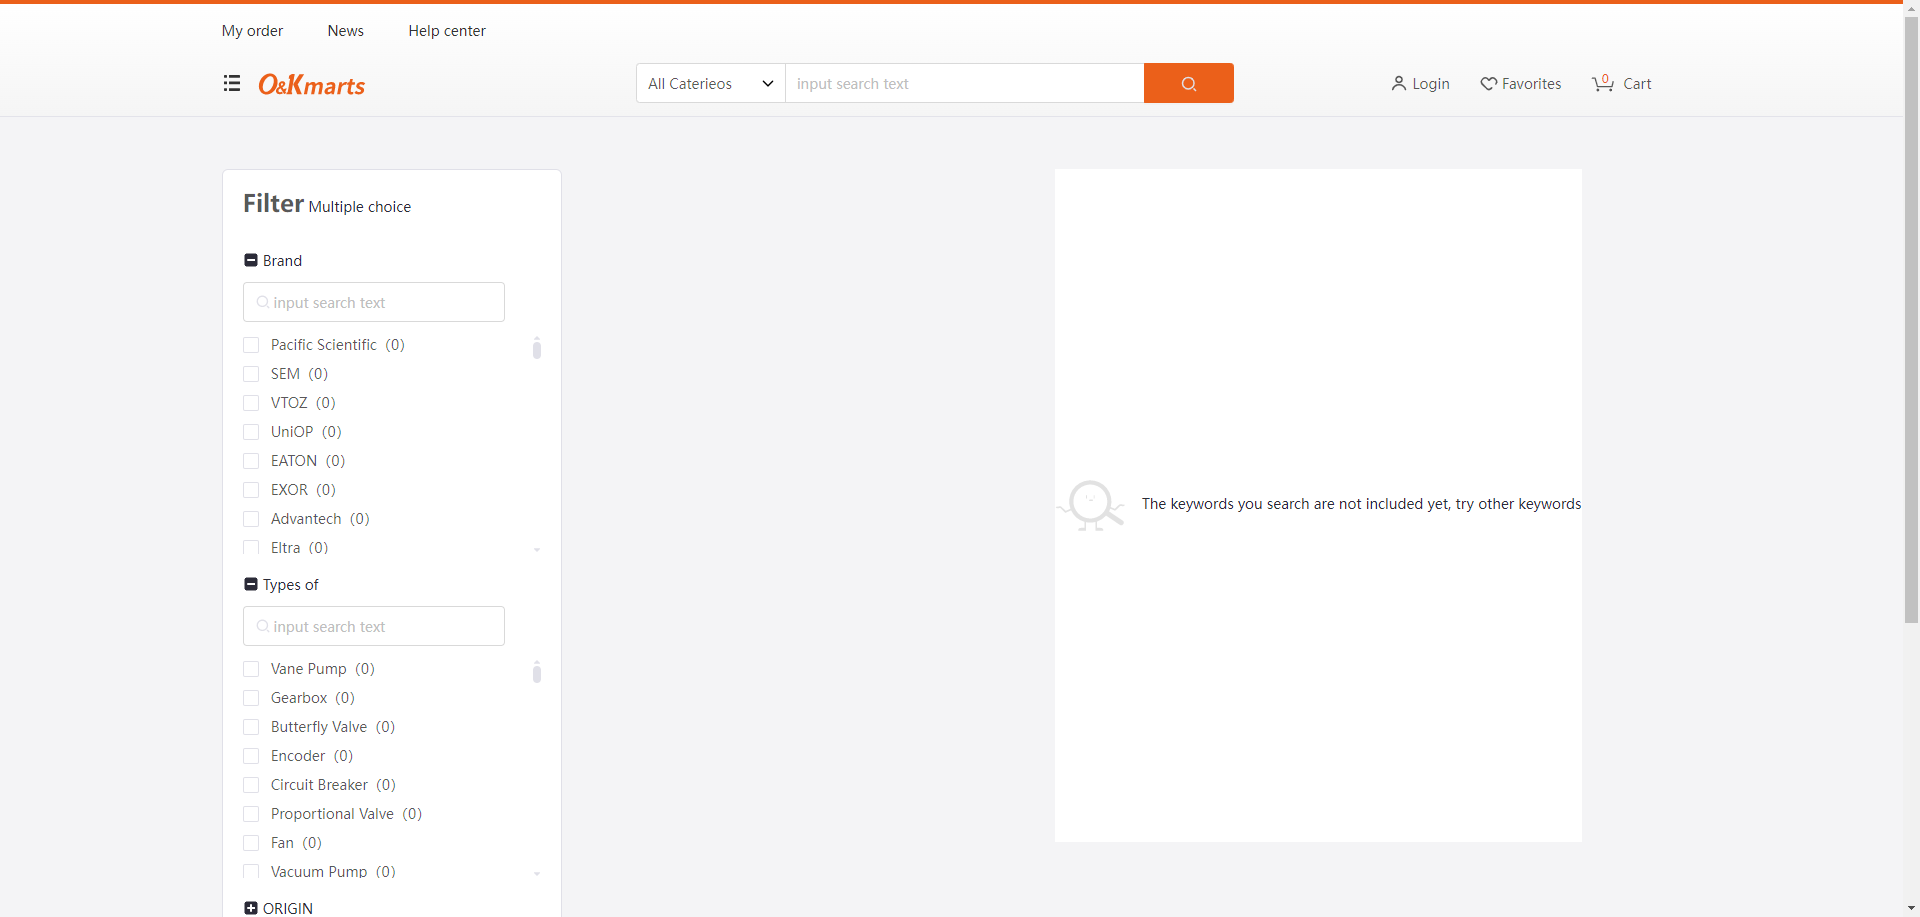 My order News Help center
O&Kmarts All Caterieos input search text Login Favorites 0 Cart
Filter Multiple choice
Brand
input search text
Pacific Scientific (0)
SEM (0)
VTOZ (0)
UniOP (0)
EATON (0)
EXOR (0)
Advantech (0)
Eltra (0)
Types of
input search text
Vane Pump (0)
Gearbox (0)
Butterfly Valve (0)
Encoder (0)
Circuit Breaker (0)
Proportional Valve (0)
Fan (0)
Vacuum Pump (0)
ORIGIN
The keywords you search are not included yet, try other keywords